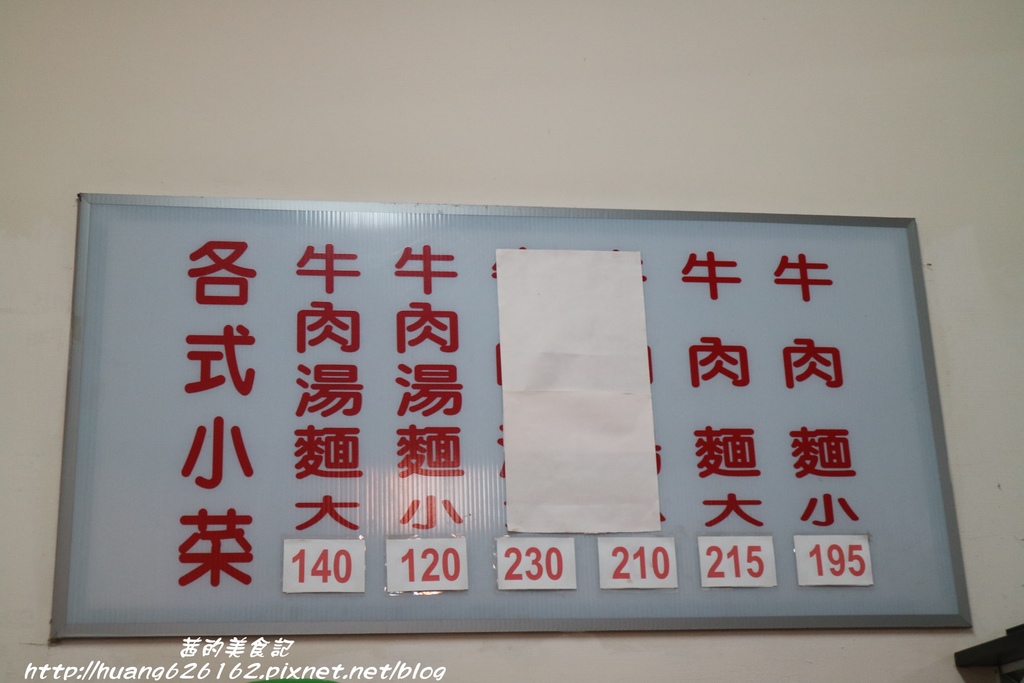 牛肉麵小 195
牛肉麵大 215
210
230
牛肉湯麵小 120
牛肉湯麵大 140
各式小菜
茜的美食記
http://huang626162.pixnet.net/blog